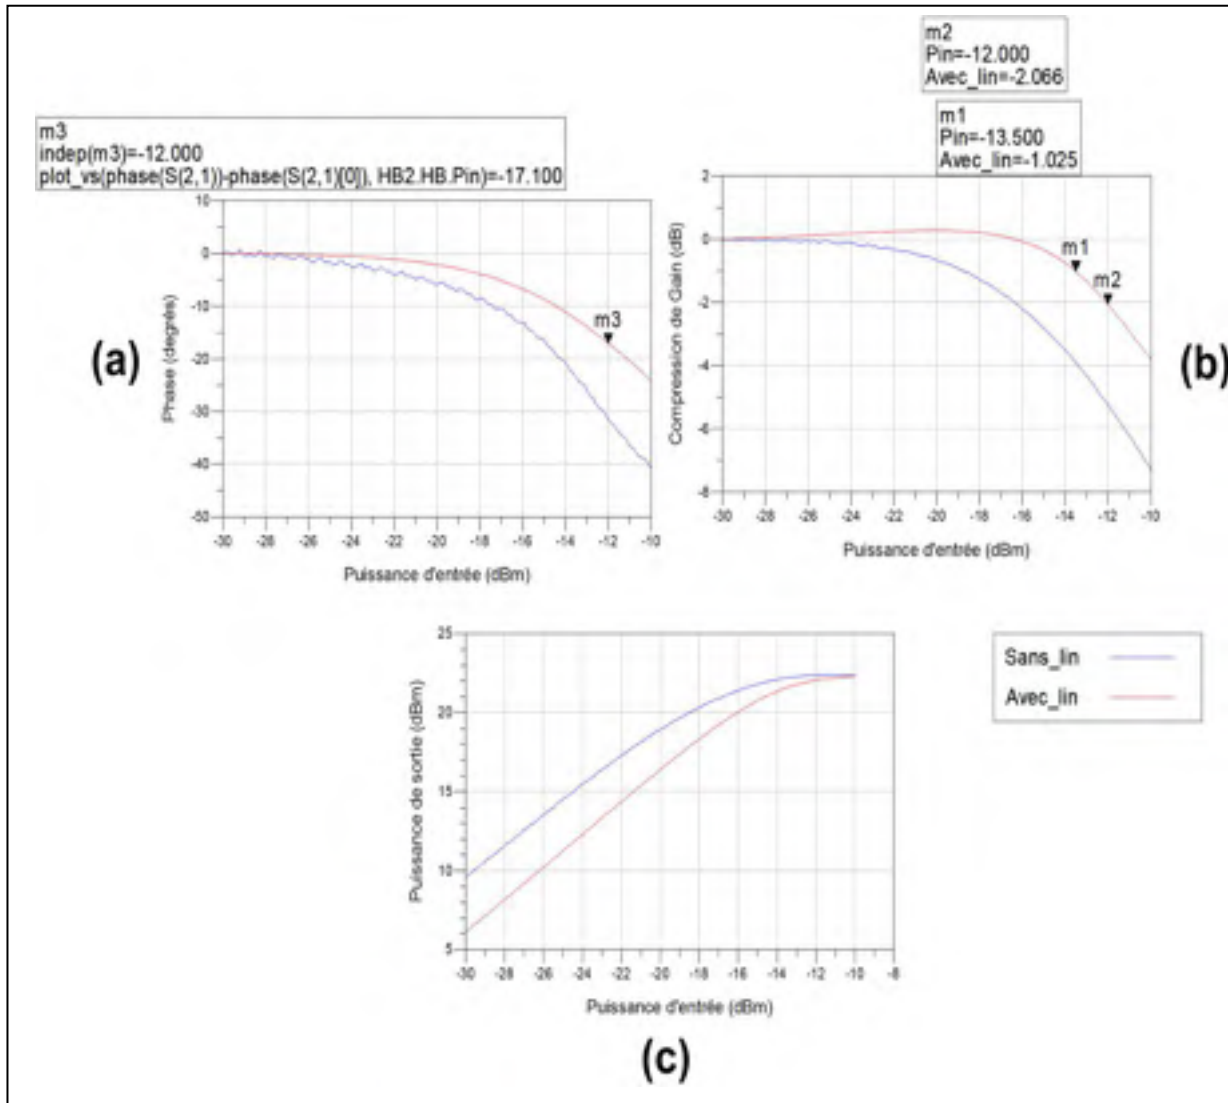 m2
Pin=-12.000
Avec_lin=-2.066
m1
Pin=-13.500
Avec_lin=-1.025
m3
indep(m3)=-12.000
plot_vs(phase(S(2,1))-phase(S(2,1)[0]), HB2.HB.Pin)=-17.100
(a)
Phase (degrés)
10
0
-10
-20
-30
-40
-50
m3
-30 -28 -26 -24 -22 -20 -18 -16 -14 -12 -10
Puissance d'entrée (dBm)
(b)
Compression de Gain (dB)
2
0
-2
-4
-6
-8
m1
m2
-30 -28 -26 -24 -22 -20 -18 -16 -14 -12 -10
Puissance d'entrée (dBm)
Puissance de sortie (dBm)
25
20
15
10
5
-30 -28 -26 -24 -22 -20 -18 -16 -14 -12 -10 -8
Puissance d'entrée (dBm)
(c)
Sans_lin
Avec_lin